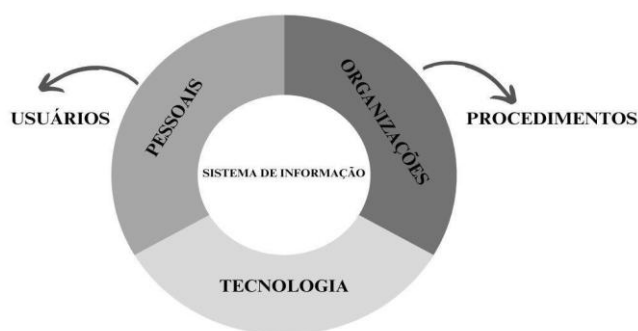 USUÁRIOS
PESSOAIS
ORGANIZAÇÕES
PROCEDIMENTOS
SISTEMA DE INFORMAÇÃO
TECNOLOGIA